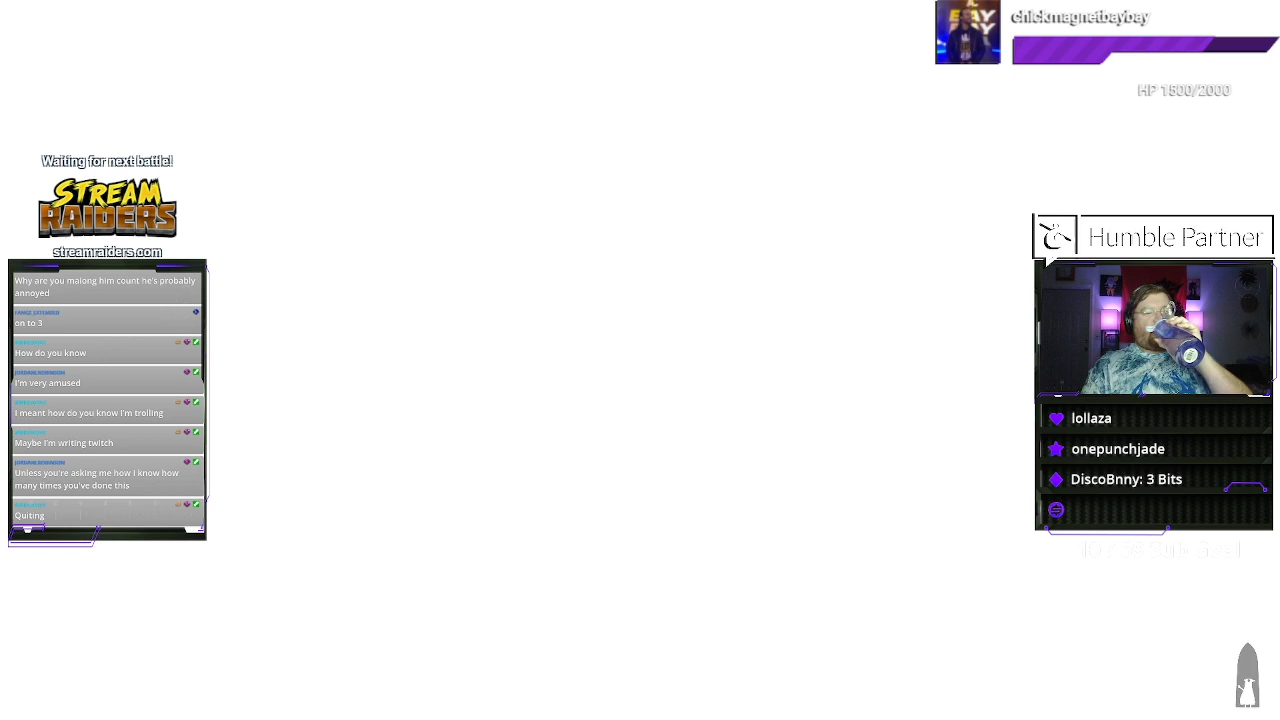 chickmagnetbaybay
HP 1500/2000
Waiting for next battle!
STREAM
RAIDERS
streamraiders.com
Humble Partner
Why are you maiong him count he's probably
annoyed
on to 3
How do you know
I'm very amused
I meant how do you know I'm trolling
Maybe I'm writing twitch
Unless you're asking me how I know how
many times you've done this
Quiting
lollaza
onepunchjade
DiscoBnny: 3 Bits
BAY